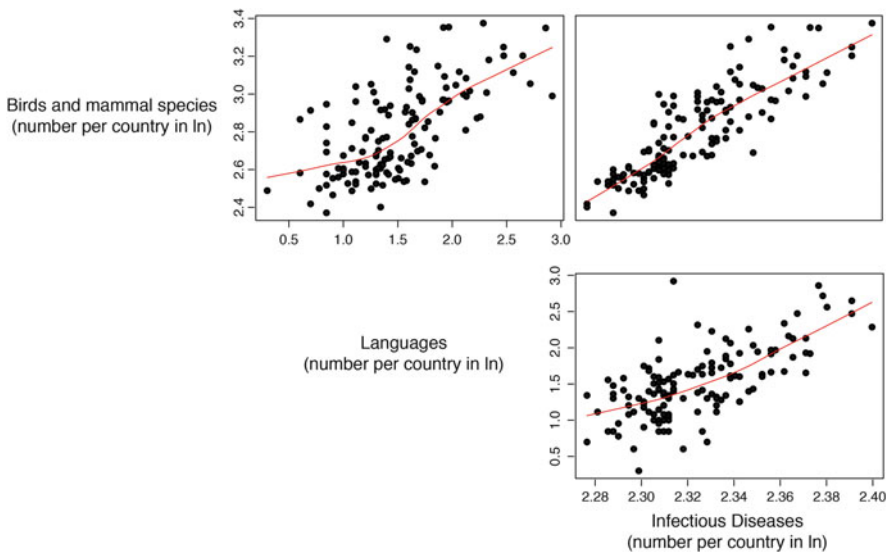 3.4
3.2
3.0
2.8
2.6
2.4
Birds and mammal species
(number per country in ln)
0.5 1.0 1.5 2.0 2.5 3.0
3.0
2.5
2.0
1.5
1.0
0.5
Languages
(number per country in ln)
2.28 2.30 2.32 2.34 2.36 2.38 2.40
Infectious Diseases
(number per country in ln)